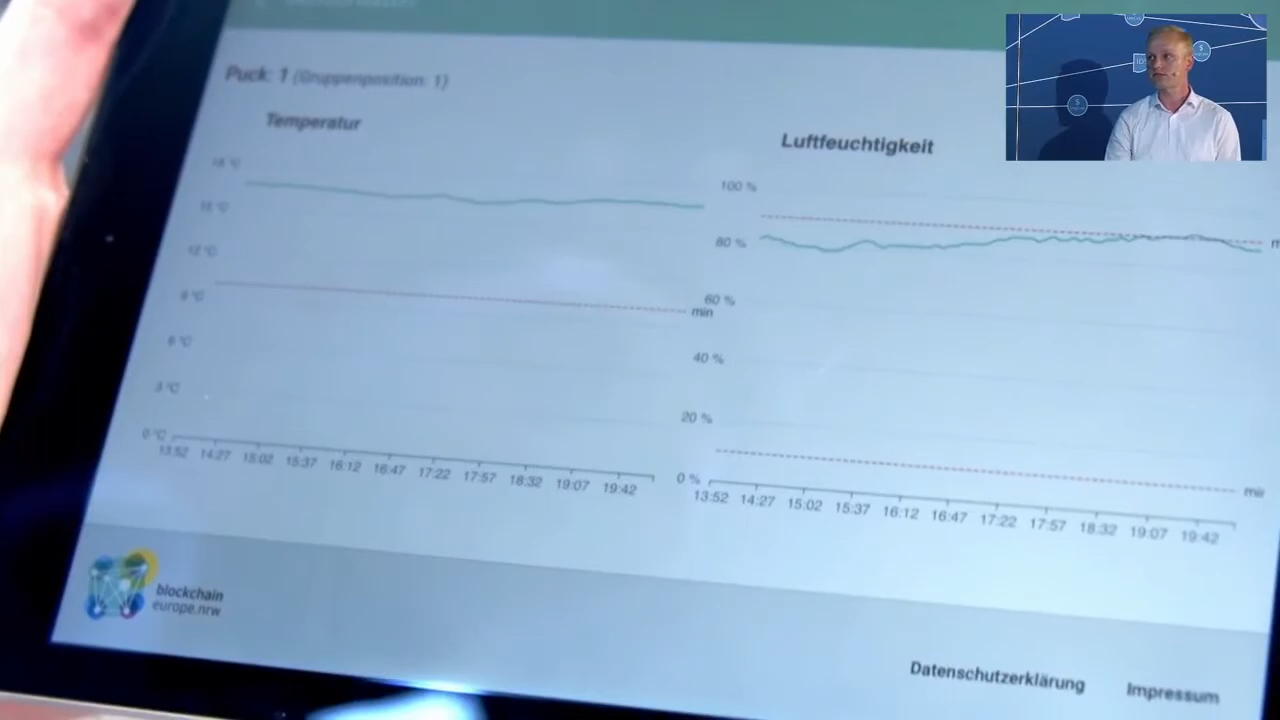 Puck: 1 (Gruppenposition: 1)
Temperatur
15 °C
12 °C
9 °C
6 °C
3 °C
0 °C
min
13:52 14:27 15:02 15:37 16:12 16:47 17:22 17:57 18:32 19:07 19:42
Luftfeuchtigkeit
100 %
80 %
60 %
40 %
20 %
0 %
13:52 14:27 15:02 15:37 16:12 16:47 17:22 17:57 18:32 19:07 19:42
blockchain
europe.nrw
Datenschutzerklärung Impressum